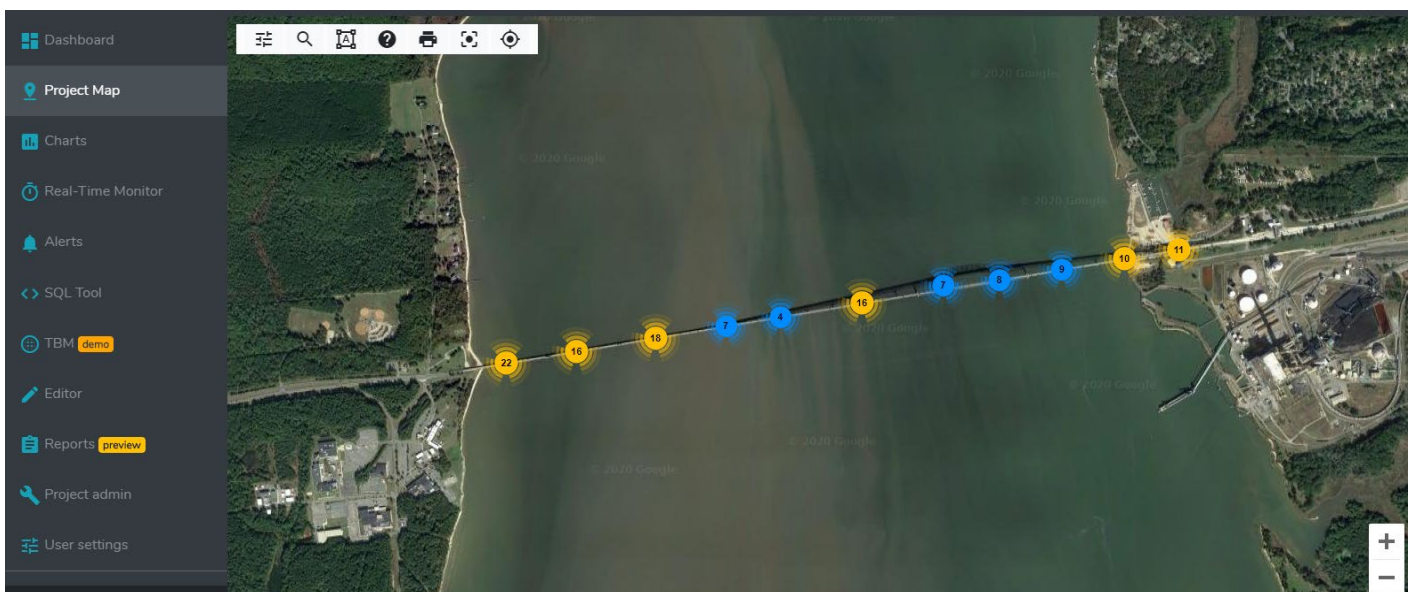 Dashboard
Project Map
Charts
Real-Time Monitor
Alerts
SQL Tool
TBM demo
Editor
Reports preview
Project admin
User settings
A
© 2020 Google
© 2020 Google
© 2020 Google
© 2020 Google
11
10
9
8
7
16
4
7
18
16
22
© 2020 Google
© 2020 Google
© 2020 Google
+
−